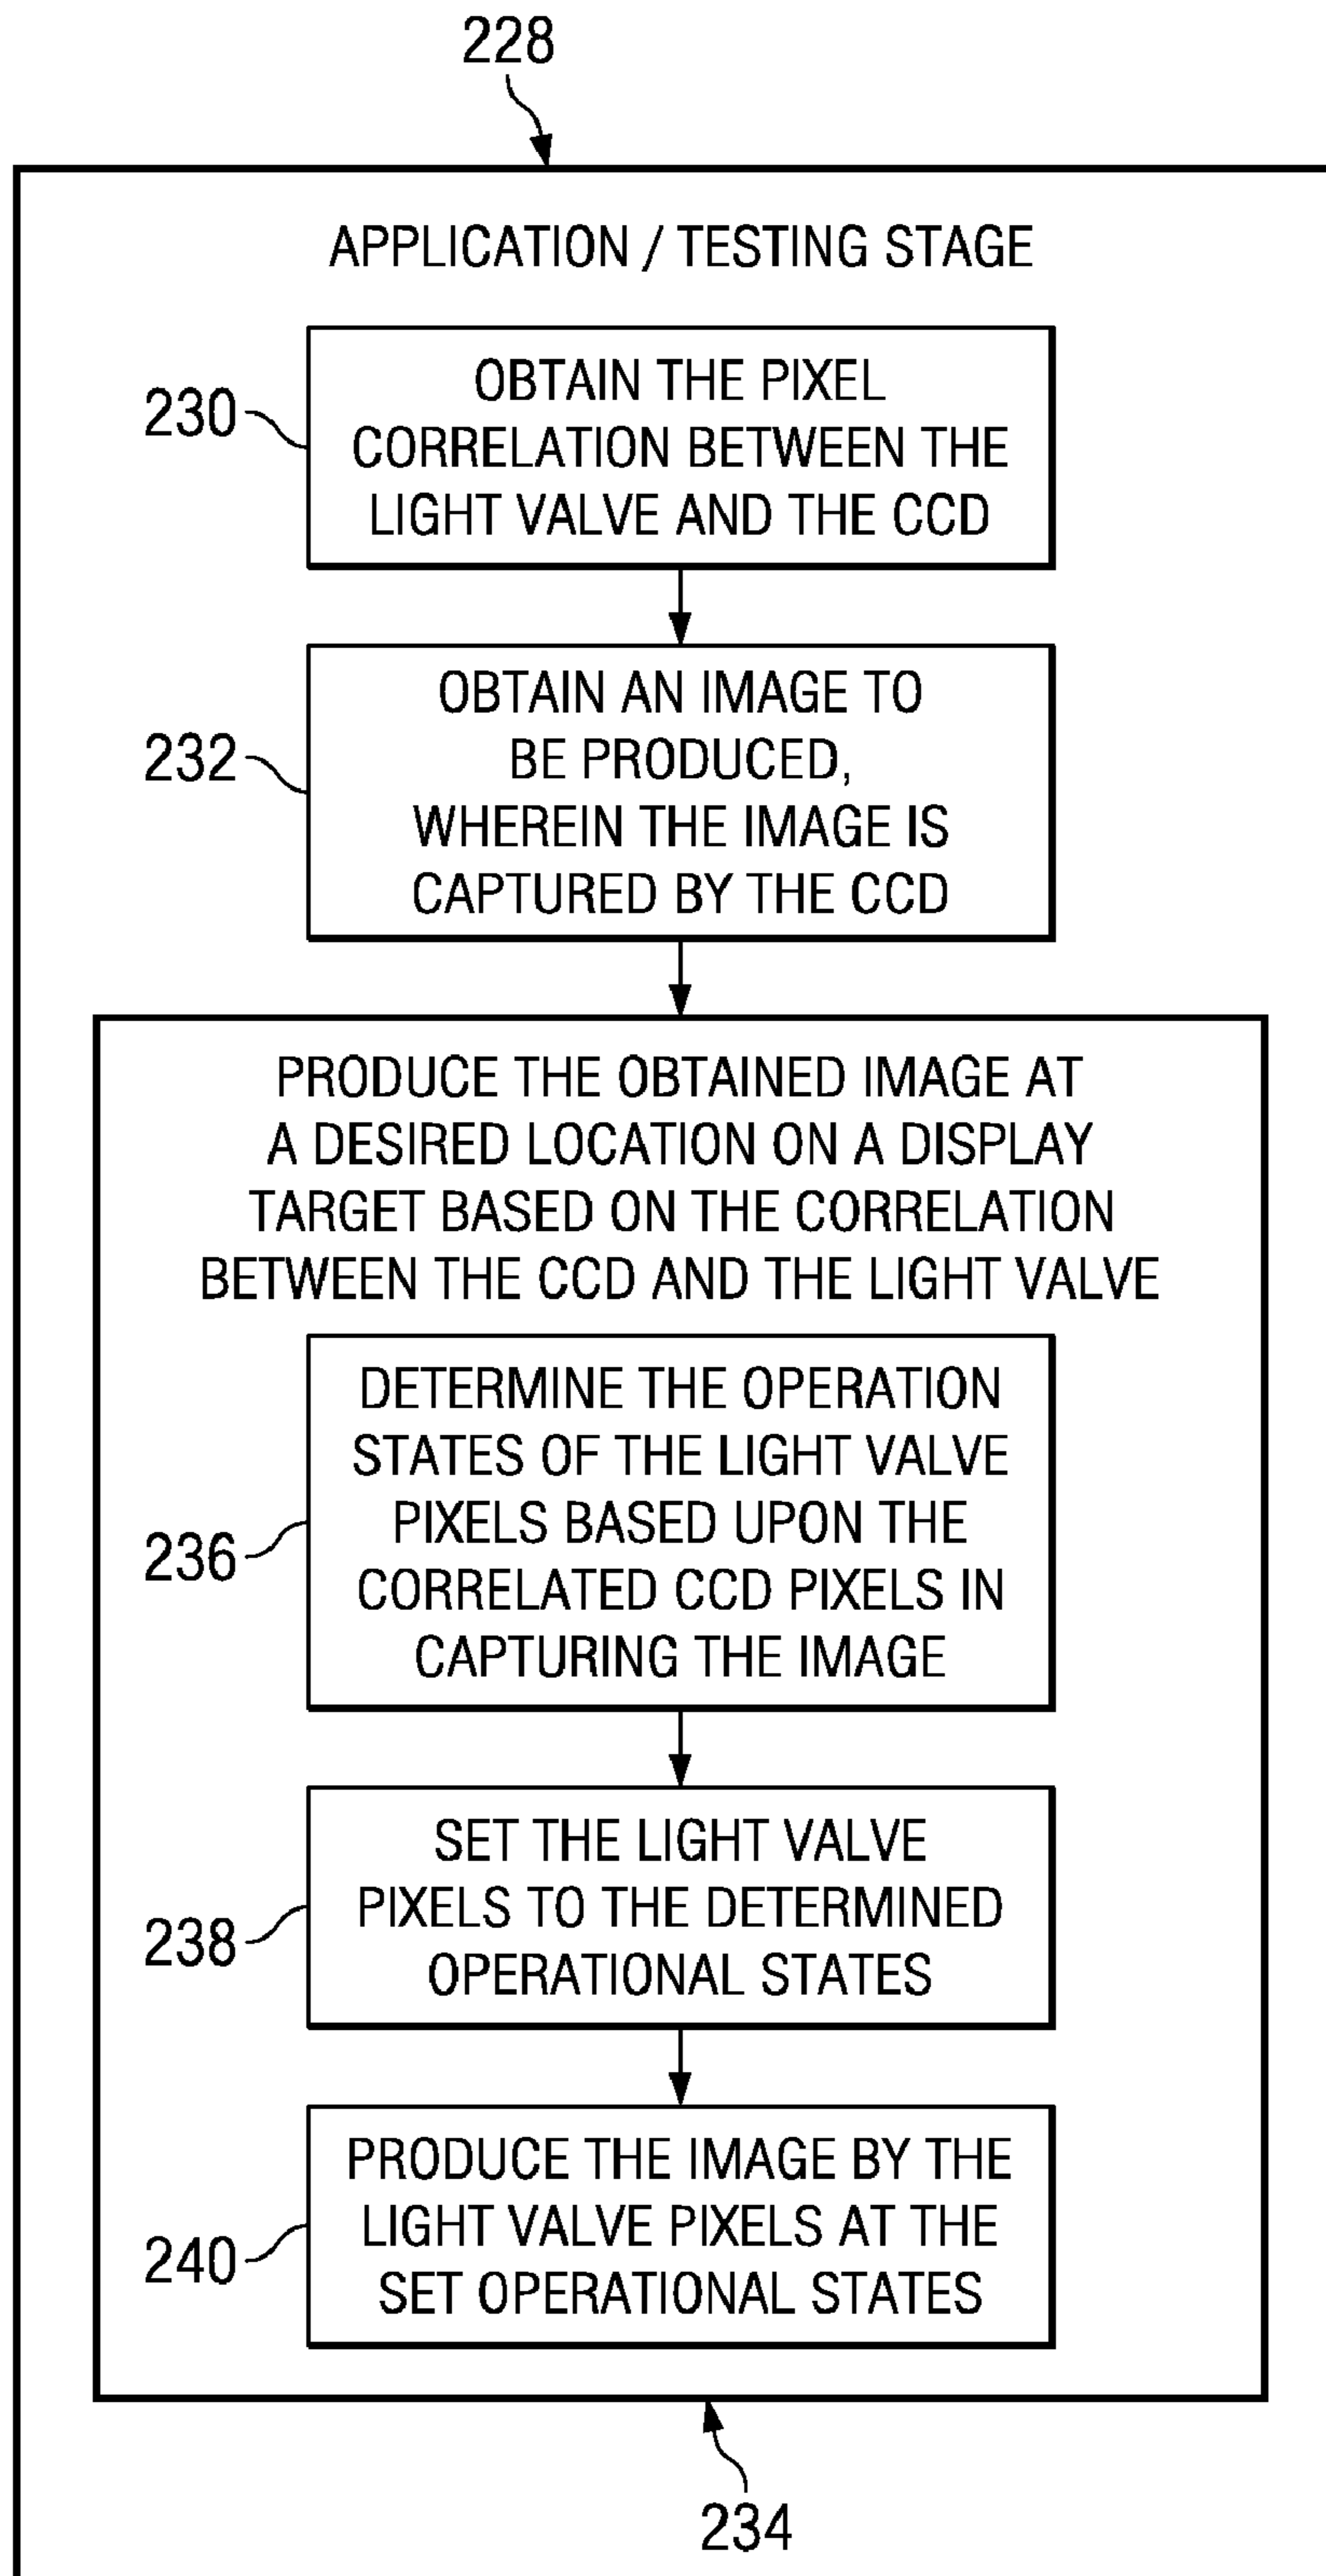 228
APPLICATION / TESTING STAGE
230
OBTAIN THE PIXEL
CORRELATION BETWEEN THE
LIGHT VALVE AND THE CCD
232
OBTAIN AN IMAGE TO
BE PRODUCED,
WHEREIN THE IMAGE IS
CAPTURED BY THE CCD
PRODUCE THE OBTAINED IMAGE AT
A DESIRED LOCATION ON A DISPLAY
TARGET BASED ON THE CORRELATION
BETWEEN THE CCD AND THE LIGHT VALVE
236
DETERMINE THE OPERATION
STATES OF THE LIGHT VALVE
PIXELS BASED UPON THE
CORRELATED CCD PIXELS IN
CAPTURING THE IMAGE
238
SET THE LIGHT VALVE
PIXELS TO THE DETERMINED
OPERATIONAL STATES
240
PRODUCE THE IMAGE BY THE
LIGHT VALVE PIXELS AT THE
SET OPERATIONAL STATES
234